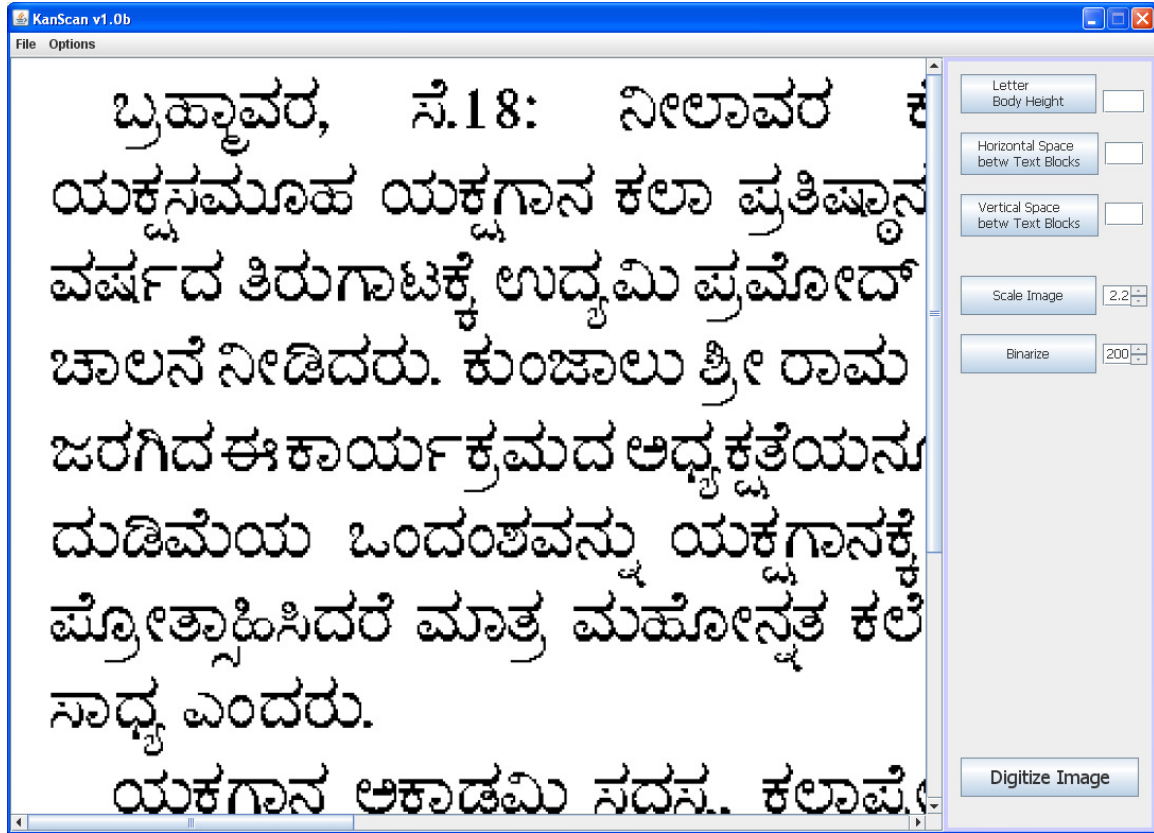 KanScan v1.0b
File Options
ಬ್ರಹ್ಮಾವರ, ಸೆ.18: ನೀಲಾವರ
ಯಕ್ಷಸಮೂಹ ಯಕ್ಷಗಾನ ಕಲಾ ಪ್ರತಿಷ್ಠಾನ
ವರ್ಷದ ತಿರುಗಾಟಕ್ಕೆ ಉದ್ಯಮಿ ಪ್ರಮೋದ್
ಚಾಲನೆ ನೀಡಿದರು. ಕುಂಜಾಲು ಶ್ರೀ ರಾಮ
ಜರಗಿದ ಈ ಕಾರ್ಯಕ್ರಮದ ಅಧ್ಯಕ್ಷತೆಯನ್ನೂ
ದುಡಿಮೆಯ ಒಂದಂಶವನ್ನು ಯಕ್ಷಗಾನಕ್ಕೆ
ಪ್ರೋತ್ಸಾಹಿಸಿದರೆ ಮಾತ್ರ ಮಹೋನ್ನತ ಕಲೆ
ಸಾಧ್ಯ ಎಂದರು.
ಯಕ್ಷಗಾನ ಅಕಾಡಮಿ ಸದಸ್ಯ
Letter
Body Height
Horizontal Space
betw Text Blocks
Vertical Space
betw Text Blocks
Scale Image 2.2
Binarize 200
Digitize Image